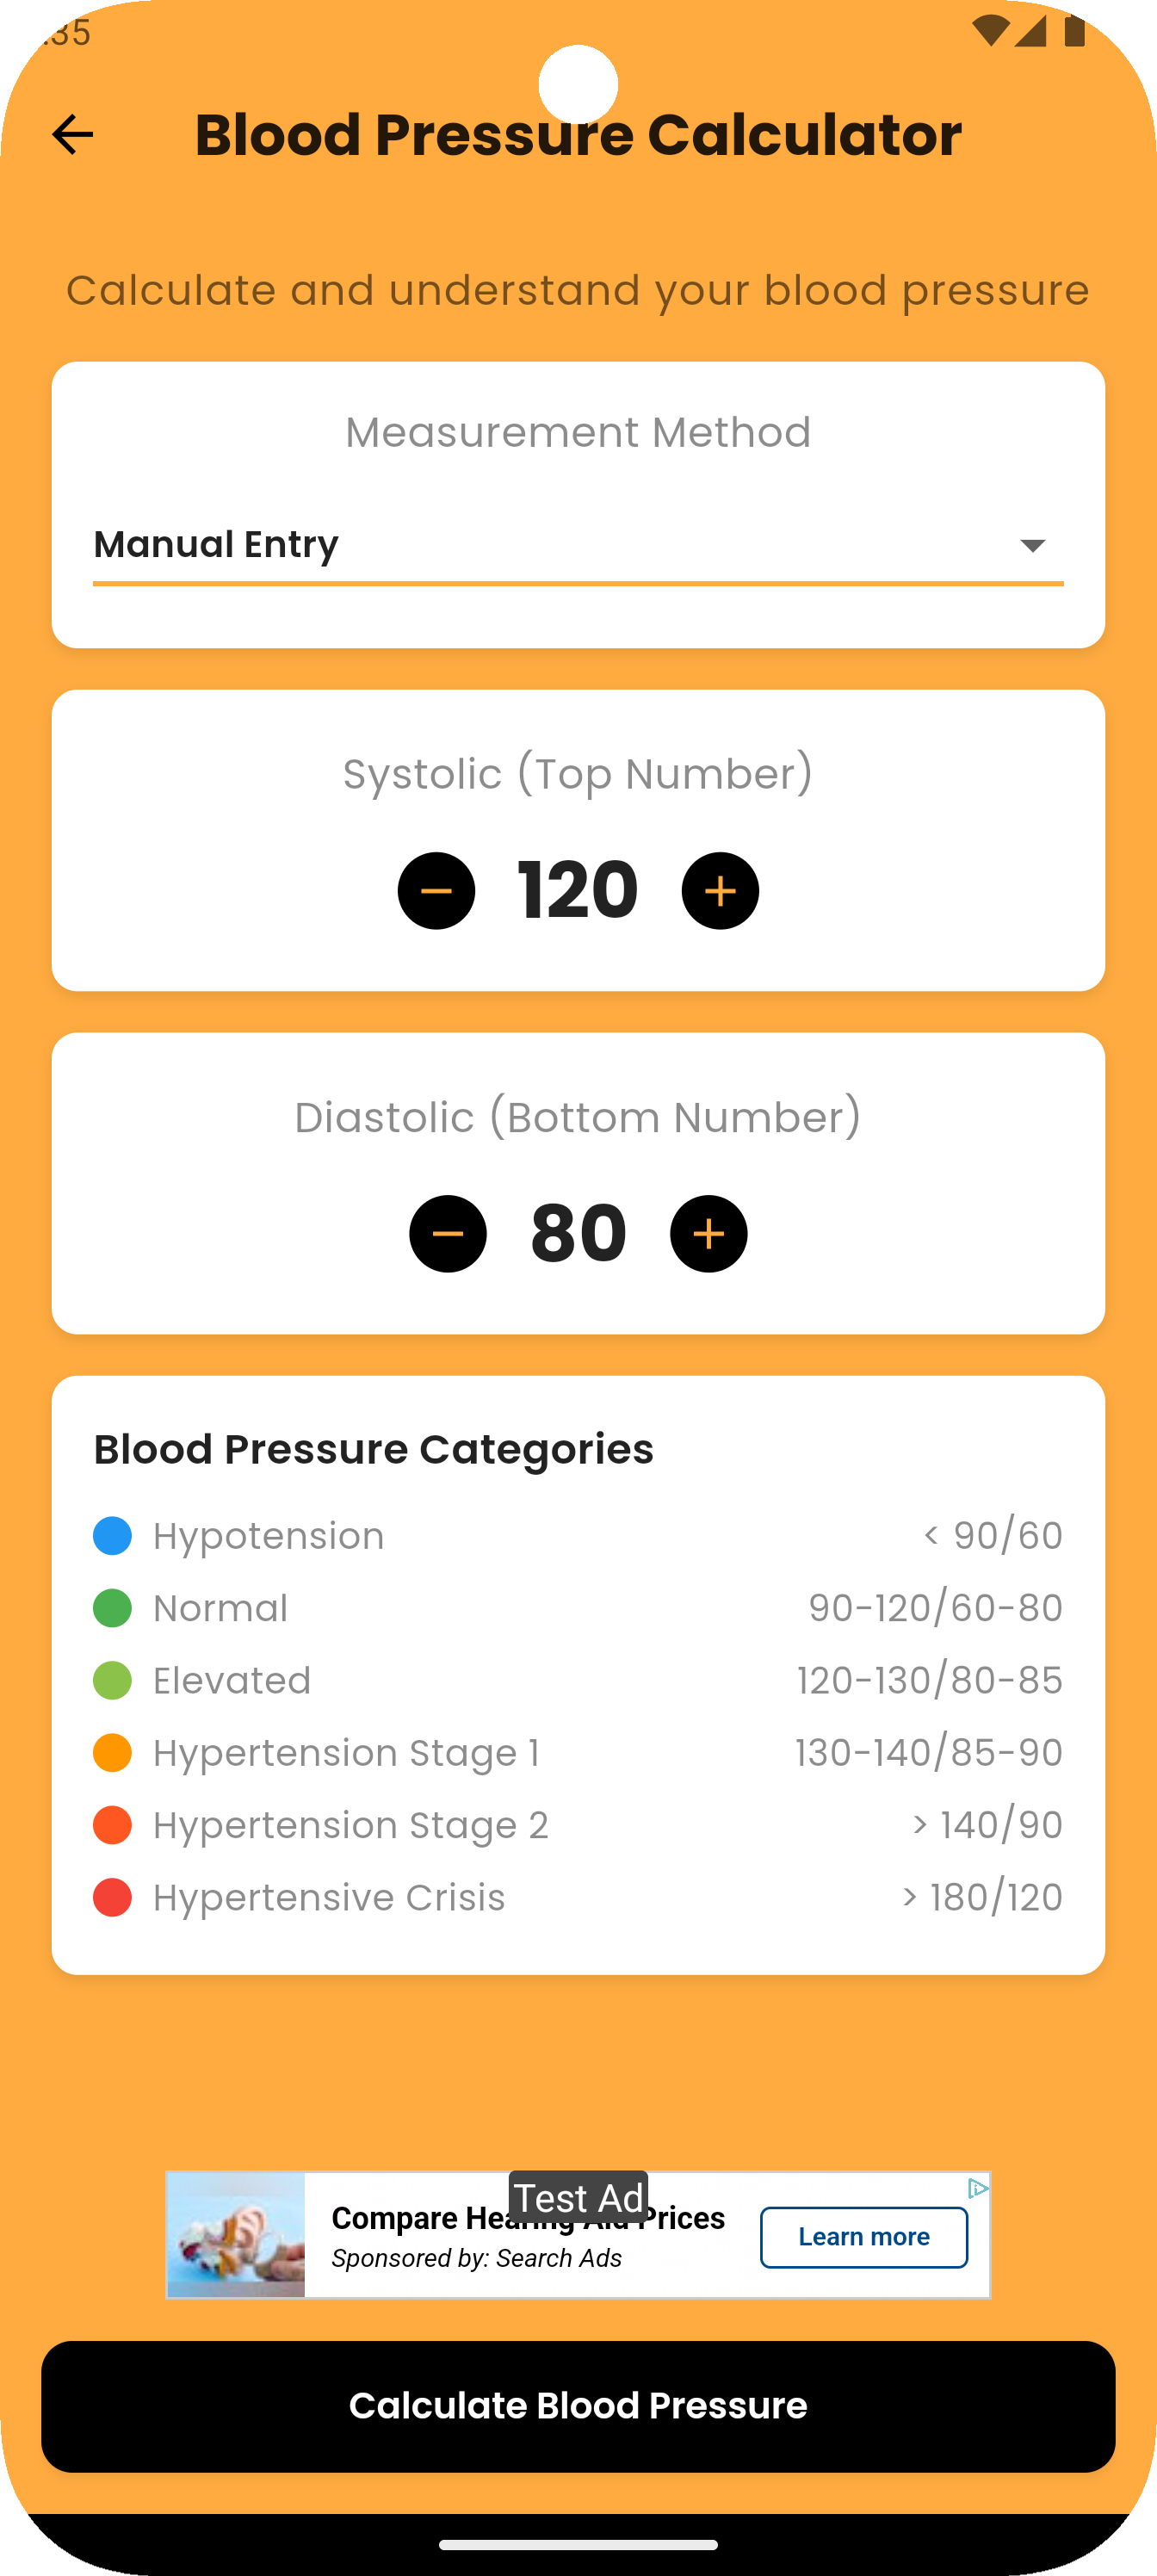 :35
Blood Pressure Calculator
Calculate and understand your blood pressure
Measurement Method
Manual Entry
Systolic (Top Number)
120
Diastolic (Bottom Number)
80
Blood Pressure Categories
Hypotension < 90/60
Normal 90-120/60-80
Elevated 120-130/80-85
Hypertension Stage 1 130-140/85-90
Hypertension Stage 2 > 140/90
Hypertensive Crisis > 180/120
Test Ad
Compare Hearing Aid Prices
Sponsored by: Search Ads
Learn more
Calculate Blood Pressure